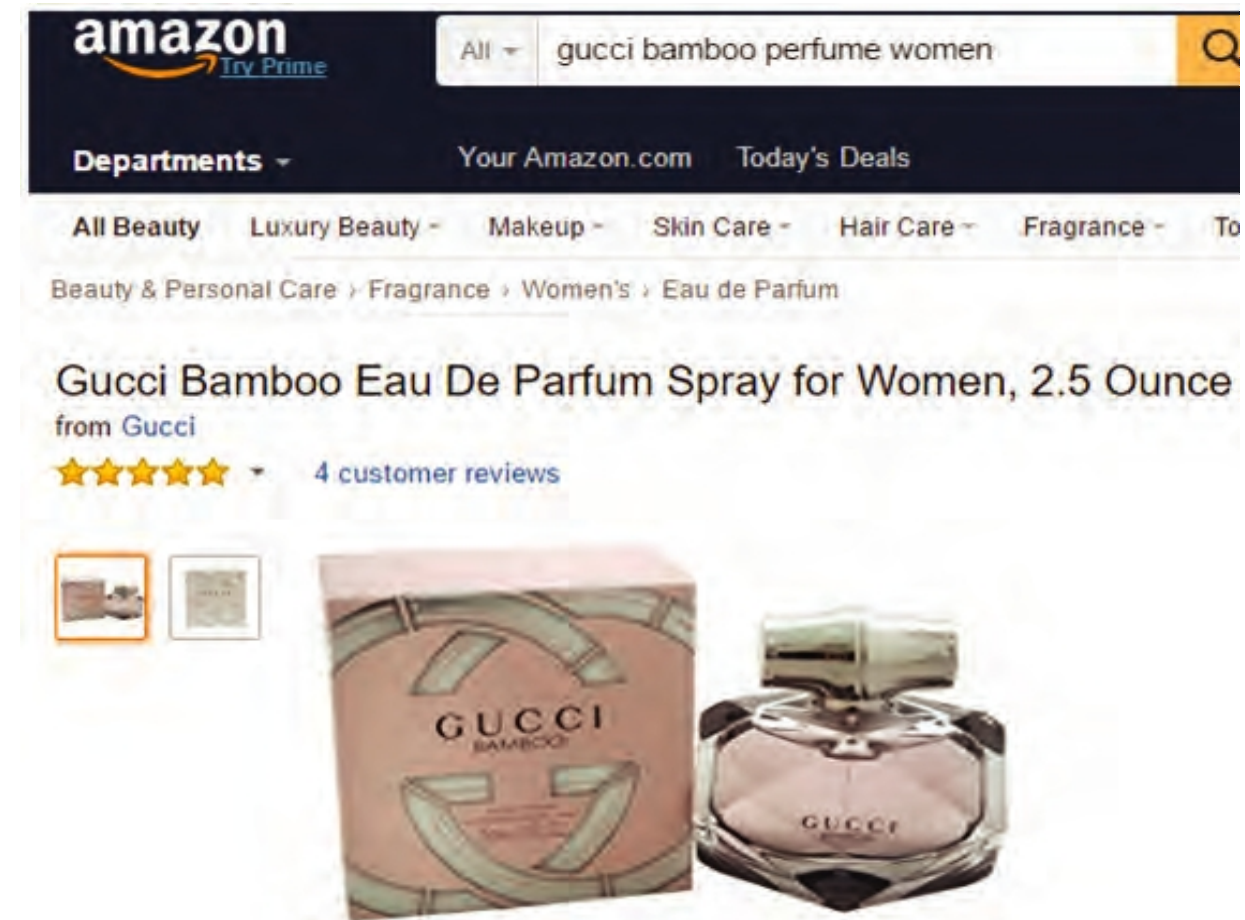 amazon
Try Prime
All
gucci bamboo perfume women
Departments
Your Amazon.com Today's Deals
All Beauty Luxury Beauty Makeup Skin Care Hair Care Fragrance To
Beauty & Personal Care › Fragrance › Women's › Eau de Parfum
Gucci Bamboo Eau De Parfum Spray for Women, 2.5 Ounce
from Gucci
4 customer reviews
GUCCI
BAMBOO
GUCCI